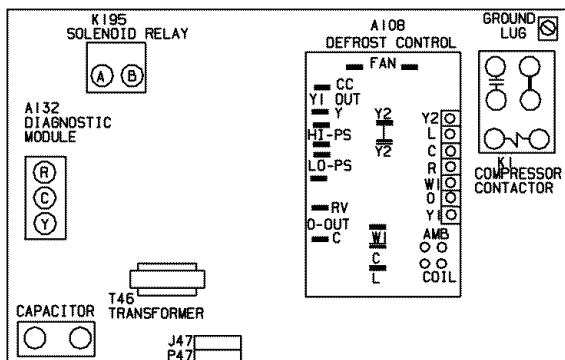 K195
SOLENOID RELAY
A B
A132
DIAGNOSTIC
MODULE
R
C
Y
CAPACITOR
T46
TRANSFORMER
J47
P47
A108
DEFROST CONTROL
FAN
CC
Y1 OUT
Y
HI-PS
LO-PS
RV
O-OUT
C
Y2
Y2
W1
C
L
Y2
L
C
R
W1
O
Y1
AMB
COIL
GROUND
LUG
K1
COMPRESSOR
CONTACTOR